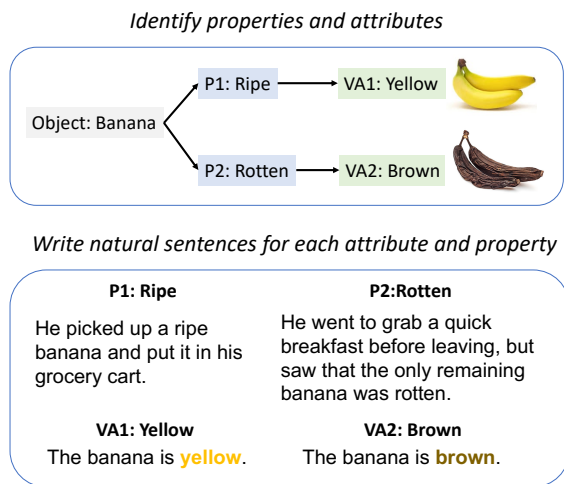 Identify properties and attributes
Object: Banana
P1: Ripe
VA1: Yellow
P2: Rotten
VA2: Brown
Write natural sentences for each attribute and property
P1: Ripe
He picked up a ripe
banana and put it in his
grocery cart.
VA1: Yellow
The banana is yellow.
P2:Rotten
He went to grab a quick
breakfast before leaving, but
saw that the only remaining
banana was rotten.
VA2: Brown
The banana is brown.